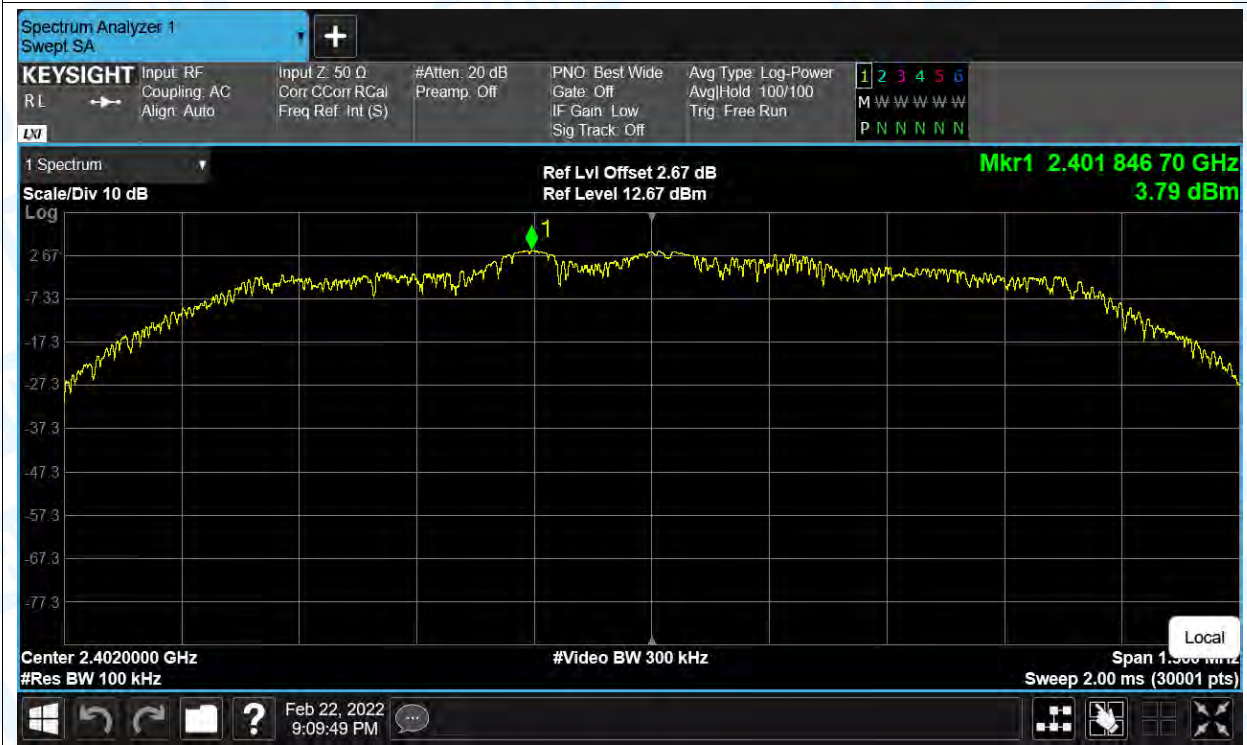 Spectrum Analyzer 1
Swept SA
KEYSIGHT
R L
LXI
Input: RF
Coupling: AC
Align: Auto
Input Z: 50 Ω
Corr CCorr RCal
Freq Ref: Int (S)
#Atten: 20 dB
Preamp: Off
PNO: Best Wide
Gate: Off
IF Gain: Low
Sig Track: Off
Avg Type: Log-Power
Avg|Hold: 100/100
Trig: Free Run
1 2 3 4 5 6
M W W W W W
P N N N N N
1 Spectrum
Scale/Div 10 dB
Log
Ref Lvl Offset 2.67 dB
Ref Level 12.67 dBm
Mkr1 2.401 846 70 GHz
3.79 dBm
1
2.67
-7.33
-17.3
-27.3
-37.3
-47.3
-57.3
-67.3
-77.3
Local
Center 2.4020000 GHz
#Res BW 100 kHz
#Video BW 300 kHz
Span
Sweep 2.00 ms (30001 pts)
?
Feb 22, 2022
9:09:49 PM